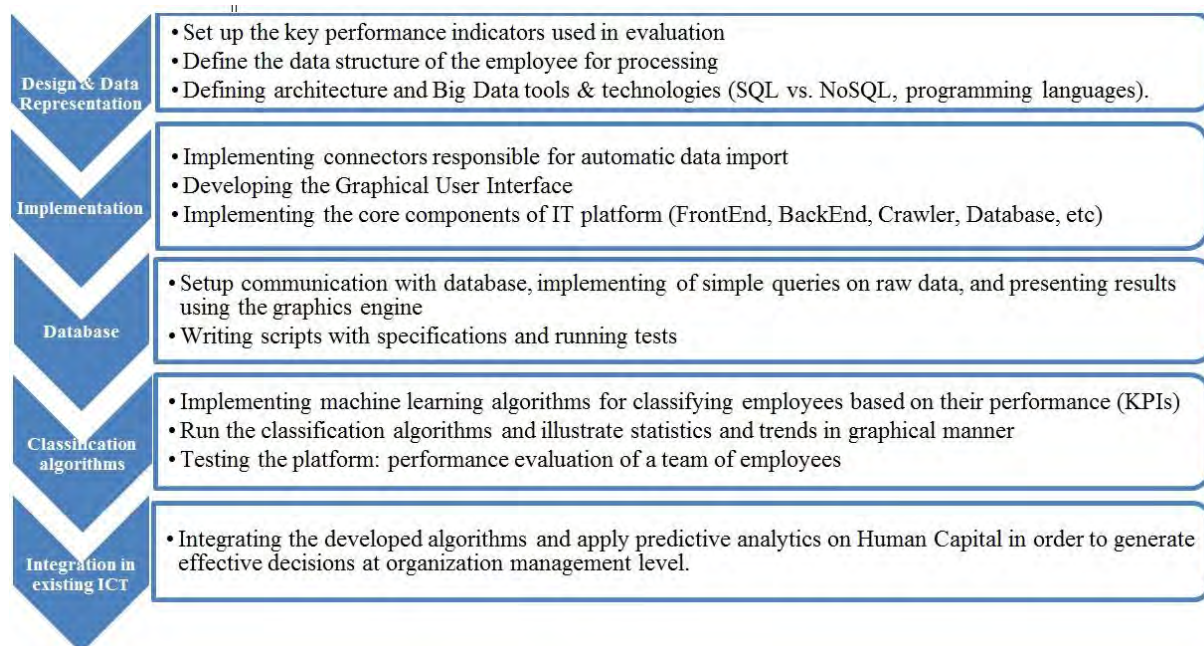 Design & Data
Representation
• Set up the key performance indicators used in evaluation
• Define the data structure of the employee for processing
• Defining architecture and Big Data tools & technologies (SQL vs. NoSQL, programming languages).
Implementation
• Implementing connectors responsible for automatic data import
• Developing the Graphical User Interface
• Implementing the core components of IT platform (FrontEnd, BackEnd, Crawler, Database, etc)
Database
• Setup communication with database, implementing of simple queries on raw data, and presenting results
using the graphics engine
• Writing scripts with specifications and running tests
Classification
algorithms
• Implementing machine learning algorithms for classifying employees based on their performance (KPIs)
• Run the classification algorithms and illustrate statistics and trends in graphical manner
• Testing the platform: performance evaluation of a team of employees
Integration in
existing ICT
• Integrating the developed algorithms and apply predictive analytics on Human Capital in order to generate
effective decisions at organization management level.